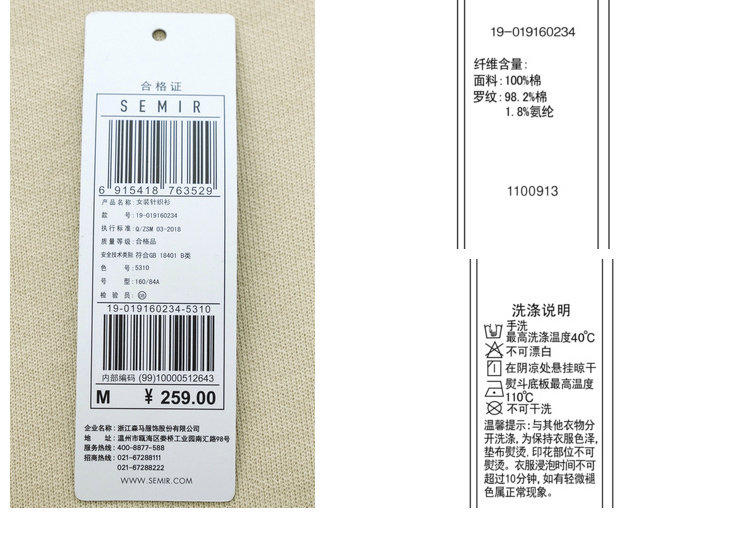 合格证
SEMIR
6 915418 763529
产品名称:女装针织衫
款 号:19-019160234
执行标准:Q/ZSM 03-2018
质量等级:合格品
安全技术类别 符合GB 18401 B类
色 号:5310
号 型:160/84A
检 验 员:
19-019160234-5310
内部编码 (99)10000512643
M ¥ 259.00
企业名称:浙江森马服饰股份有限公司
地 址:温州市瓯海区娄桥工业园南汇路98号
服务热线:400-8877-588
招商热线:021-67288111
021-67288222
WWW.SEMIR.COM
19-019160234
纤维含量:
面料:100%棉
罗纹:98.2%棉
1.8%氨纶
1100913
洗涤说明
手洗
最高洗涤温度40℃
不可漂白
在阴凉处悬挂晾干
熨斗底板最高温度
110℃
不可干洗
温馨提示:与其他衣物分
开洗涤,为保持衣服色泽,
垫布熨烫,印花部位不可
熨烫。衣服浸泡时间不可
超过10分钟,如有轻微褪
色属正常现象。